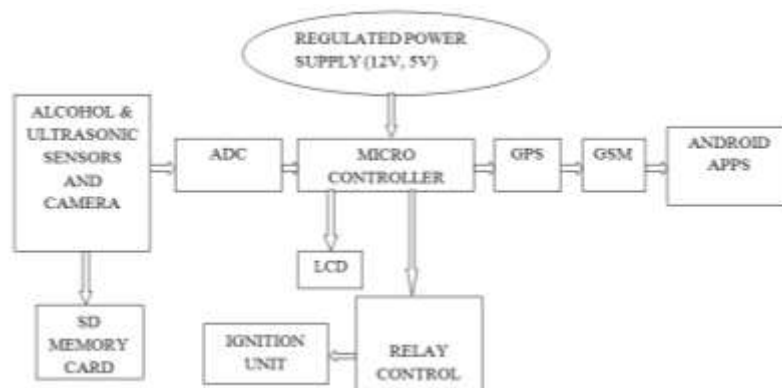 REGULATED POWER
SUPPLY (12V, 5V)
ALCOHOL &
ULTRASONIC
SENSORS
AND
CAMERA
ADC
MICRO
CONTROLLER
GPS
GSM
ANDROID
APPS
LCD
SD
MEMORY
CARD
IGNITION
UNIT
RELAY
CONTROL